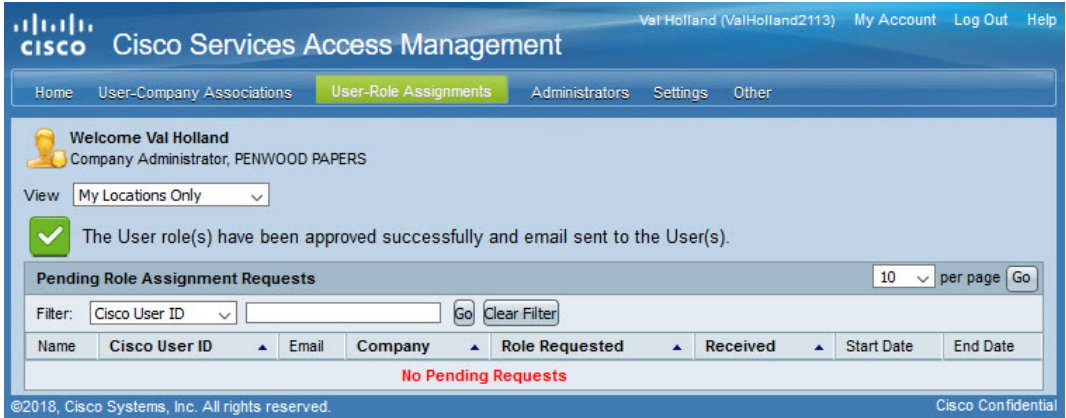 Val Holland (ValHolland2113) My Account Log Out Help
CISCO Cisco Services Access Management
Home User-Company Associations User-Role Assignments Administrators Settings Other
Welcome Val Holland
Company Administrator, PENWOOD PAPERS
View My Locations Only
The User role(s) have been approved successfully and email sent to the User(s).
Pending Role Assignment Requests 10 per page Go
Filter: Cisco User ID Go Clear Filter
Name Cisco User ID Email Company Role Requested Received Start Date End Date
No Pending Requests
©2018, Cisco Systems, Inc. All rights reserved. Cisco Confidential